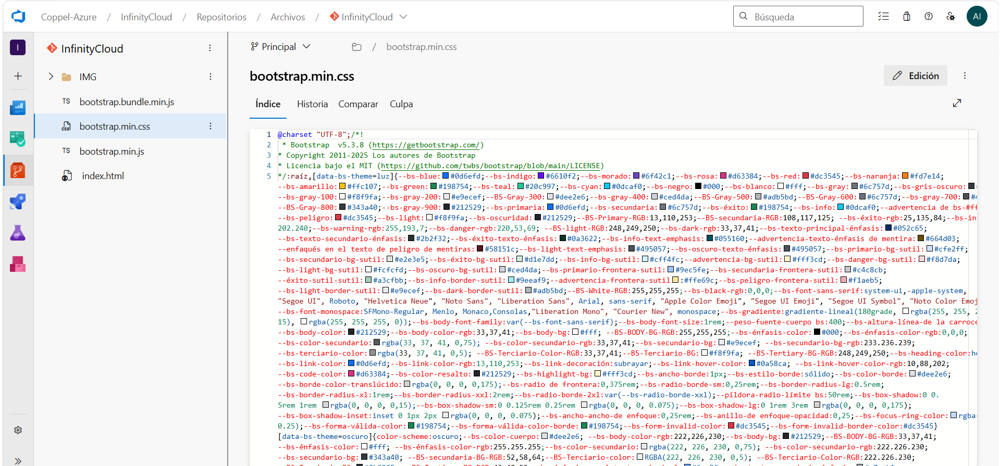 Coppel-Azure / InfinityCloud / Repositorios / Archivos / InfinityCloud
Búsqueda
AI
I
InfinityCloud
IMG
TS bootstrap.bundle.min.js
CSS bootstrap.min.css
TS bootstrap.min.js
index.html
Principal
/ bootstrap.min.css
bootstrap.min.css
Edición
Índice Historia Comparar Culpa
1 @charset "UTF-8";/*!
2 * Bootstrap  v5.3.8 (https://getbootstrap.com/)
3 * Copyright 2011-2025 Los autores de Bootstrap
4 * Licencia bajo el MIT (https://github.com/twbs/bootstrap/blob/main/LICENSE)
5 */:raíz,[data-bs-theme=luz]{--bs-blue:#0d6efd;--bs-indigo:#6610f2;--bs-morado:#6f42c1;--bs-rosa:#d63384;--bs-red:#dc3545;--bs-naranja:#fd7e14;
--bs-amarillo:#ffc107;--bs-green:#198754;--bs-teal:#20c997;--bs-cyan:#0dcaf0;--bs-negro:#000;--bs-blanco:#fff;--bs-gray:#6c757d;--bs-gris-oscuro:
--bs-gray-100:#f8f9fa;--bs-gray-200:#e9ecef;--BS-Gray-300:#dee2e6;--bs-gray-400:#ced4da;--BS-Gray-500:#adb5bd;--BS-Gray-600:#6c757d;--bs-gray-700:
--BS-Gray-800:#343a40;--bs-gray-900:#212529;--bs-primaria:#0d6efd;--bs-secundaria:#6c757d;--bs-éxito:#198754;--bs-info:#0dcaf0;--advertencia de bs-#ff
--bs-peligro:#dc3545;--bs-light:#f8f9fa;--bs-oscuridad:#212529;--BS-Primary-RGB:13,110,253;--BS-secundaria-RGB:108,117,125; --bs-éxito-rgb:25,135,84;--bs-in
202.240;--bs-warning-rgb:255,193,7;--bs-danger-rgb:220,53,69; --BS-light-RGB:248,249,250;--bs-dark-rgb:33,37,41;--bs-texto-principal-énfasis:#052c65;
--bs-texto-secundario-énfasis:#2b2f32;--bs-éxito-texto-énfasis:#0a3622;--bs-info-text-emphasis:#055160;--advertencia-texto-énfasis de mentira:#664d03;
--enfaqués en el texto de peligro de mentiras:#58151c;--bs-light-text-emphasis:#495057;--bs-oscuro-texto-énfasis:#495057;--bs-primario-bg-sutil:#cfe2ff;
--bs-secundario-bg-sutil:#e2e3e5;--bs-éxito-bg-sutil:#d1e7dd;--bs-info-bg-sutil:#cff4fc;--advertencia-bg-sutil:#fff3cd;--bs-danger-bg-sutil:#f8d7da;
--bs-light-bg-sutil:#fcfcfd;--bs-oscuro-bg-sutil:#ced4da;--bs-primario-frontera-sutil:#9ec5fe;--bs-secundaria-frontera-sutil:#c4c8cb;
--éxito-sutil-sutil:#a3cfbb;--bs-info-border-sutil:#9eeaf9;--advertencia-frontera-sutil:#ffe69c;--bs-peligro-frontera-sutil:#f1aeb5;
--bs-light-border-sutil:#e9ecef;--bs-dark-border-sutil:#adb5bd;--BS-White-RGB:255,255,255;--bs-black-rgb:0,0,0;--bs-font-sans-serif:system-ui,-apple-system,
"Segoe UI", Roboto, "Helvetica Neue", "Noto Sans", "Liberation Sans", Arial, sans-serif, "Apple Color Emoji", "Segoe UI Emoji", "Segoe UI Symbol", "Noto Color Emoj
--bs-font-monospace:SFMono-Regular, Menlo, Monaco,Consolas,"Liberation Mono", "Courier New", monospace;--bs-gradiente:gradiente-lineal(180grade, rgba(255, 255, 2
15), rgba(255, 255, 255, 0));--bs-body-font-family:var(--bs-font-sans-serif);--bs-body-font-size:1rem;--peso-fuente-cuerpo bs:400;--bs-altura-línea-de la carroce
--bs-body-color:#212529;--bs-body-color-rgb:33,37,41;--bs-body-bg:#fff; --BS-BODY-BG-RGB:255,255,255;--bs-énfasis-color:#000;--bs-énfasis-color-rgb:0,0,0;
--bs-color-secundario:rgba(33, 37, 41, 0,75); --bs-color-secundario-rgb:33,37,41;--bs-secundario-bg:#e9ecef; --bs-secundario-bg-rgb:233.236.239;
--bs-terciario-color:rgba(33, 37, 41, 0,5); --BS-Terciario-Color-RGB:33,37,41;--BS-Terciario-BG:#f8f9fa; --BS-Tertiary-BG-RGB:248,249,250;--bs-heading-color:he
--bs-link-color:#0d6efd;--bs-link-color-rgb:13,110,253;--bs-link-decoración:subrayar;--bs-link-hover-color:#0a58ca; --bs-link-hover-color-rgb:10,88,202;
--bs-code-color:#d63384;--bs-color-resalto:#212529;--bs-highlight-bg:#fff3cd;--bs-ancho-borde:1px;--bs-estilo-borde:sólido;--bs-color-borde:#dee2e6;
--bs-borde-color-translúcido:rgba(0, 0, 0, 0,175);--bs-radio de frontera:0,375rem;--bs-radio-borde-sm:0,25rem;--bs-border-radius-lg:0.5rem;
--bs-border-radius-xl:1rem;--bs-border-radius-xxl:2rem;--bs-radio-borde-2xl:var(--bs-radio-borde-xxl);--píldora-radio-límite bs:50rem;--bs-box-shadow:0 0.
5rem 1rem rgba(0, 0, 0, 0,15);--bs-box-shadow-sm:0 0.125rem 0.25rem rgba(0, 0, 0, 0.075);--bs-box-shadow-lg:0 1rem 3rem rgba(0, 0, 0, 0,175);
--bs-box-shadow-inset:inset 0 1px 2px rgba(0, 0, 0, 0.075);--bs-ancho-ancho-de enfoque:0,25rem;--bs-anillo-de enfoque-opacidad:0,25;--bs-focus-ring-color:rgba
0.25);--bs-forma-válida-color:#198754;--bs-forma-válida-color-borde:#198754;--bs-form-invalid-color:#dc3545;--bs-form-invalid-border-color:#dc3545}
[data-bs-theme=oscuro]{color-scheme:oscuro;--bs-color-cuerpo:#dee2e6; --bs-body-color-rgb:222,226,230;--bs-body-bg:#212529;--BS-BODY-BG-RGB:33,37,41;
--bs-énfasis-color:#fff; --bs-énfasis-color-rgb:255.255.255;--bs-color-secundario:rgba(222, 226, 230, 0,75); --bs-color-secundario-rgb:222.226.230;
--bs-secundario-bg:#343a40; --BS-secundaria-BG-RGB:52,58,64;--BS-Terciario-color:RGBA(222, 226, 230, 0,5); --BS-Terciario-Color-RGB:222.226.230;